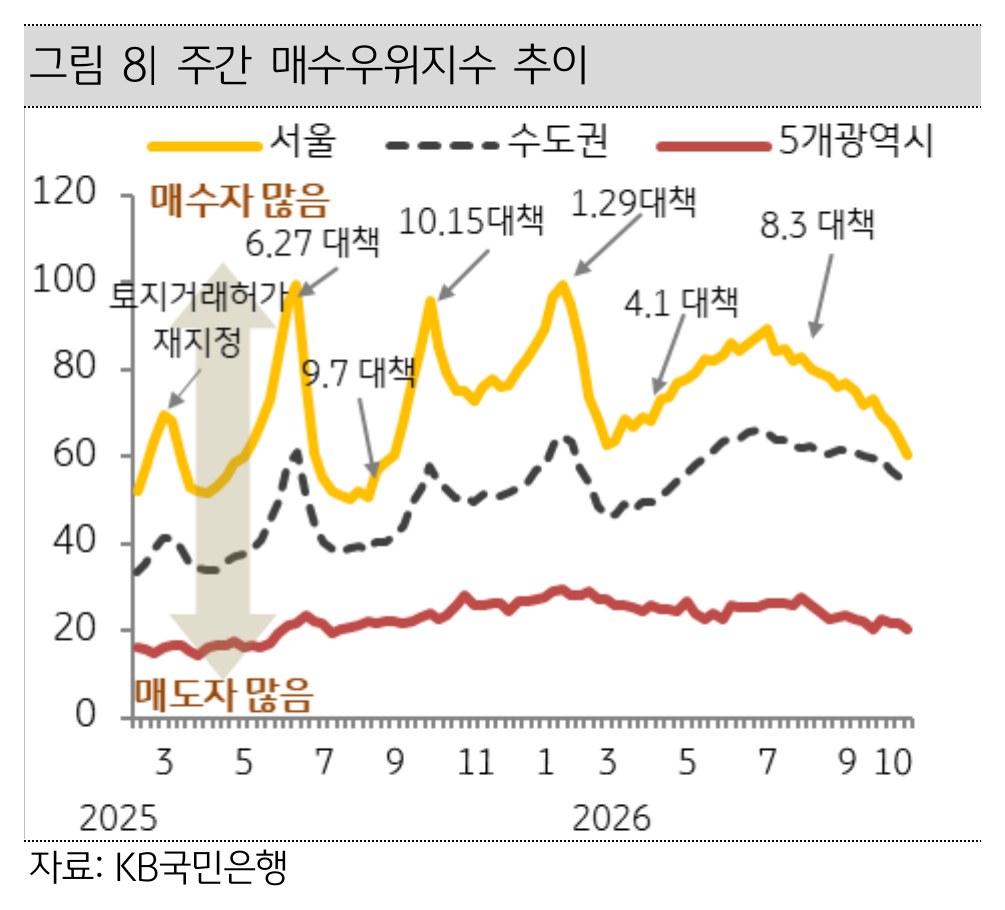 그림 8| 주간 매수우위지수 추이
서울 수도권 5개광역시
120
매수자 많음
10.15대책
1.29대책
8.3 대책
6.27 대책
100
토지거래허가
재지정
4.1 대책
80
9.7 대책
60
40
20
매도자 많음
0
3 5 7 9 11 1 3 5 7 9 10
2025 2026
자료: KB국민은행